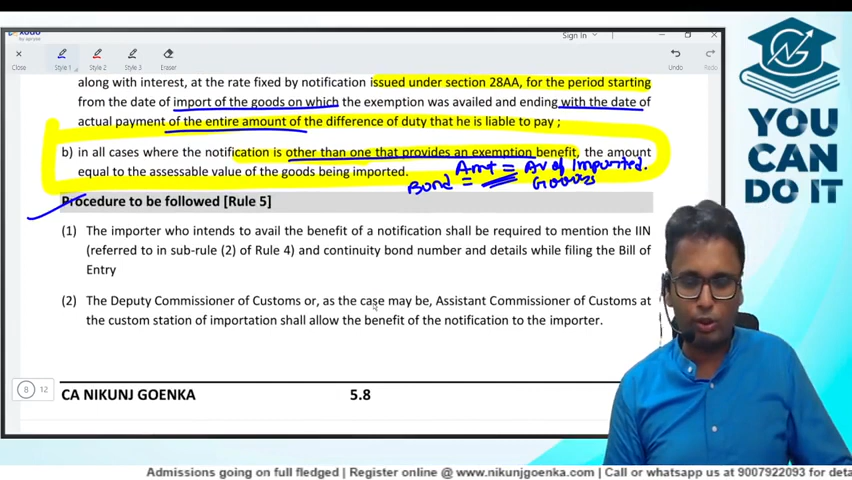 xodo
by apryse
Sign In
Close
Style 1
Style 2
Style 3
Eraser
Undo
Redo
along with interest, at the rate fixed by notification issued under section 28AA, for the period starting
from the date of import of the goods on which the exemption was availed and ending with the date of
actual payment of the entire amount of the difference of duty that he is liable to pay ;
b) in all cases where the notification is other than one that provides an exemption benefit, the amount
equal to the assessable value of the goods being imported.
Bond = Amt = AV of Imported.
Goods
Procedure to be followed [Rule 5]
(1) The importer who intends to avail the benefit of a notification shall be required to mention the IIN
(referred to in sub-rule (2) of Rule 4) and continuity bond number and details while filing the Bill of
Entry
(2) The Deputy Commissioner of Customs or, as the case may be, Assistant Commissioner of Customs at
the custom station of importation shall allow the benefit of the notification to the importer.
8 12
CA NIKUNJ GOENKA 5.8
YOU
CAN
DO IT
Admissions going on full fledged | Register online @ www.nikunjgoenka.com | Call or whatsapp us at 9007922093 for deta